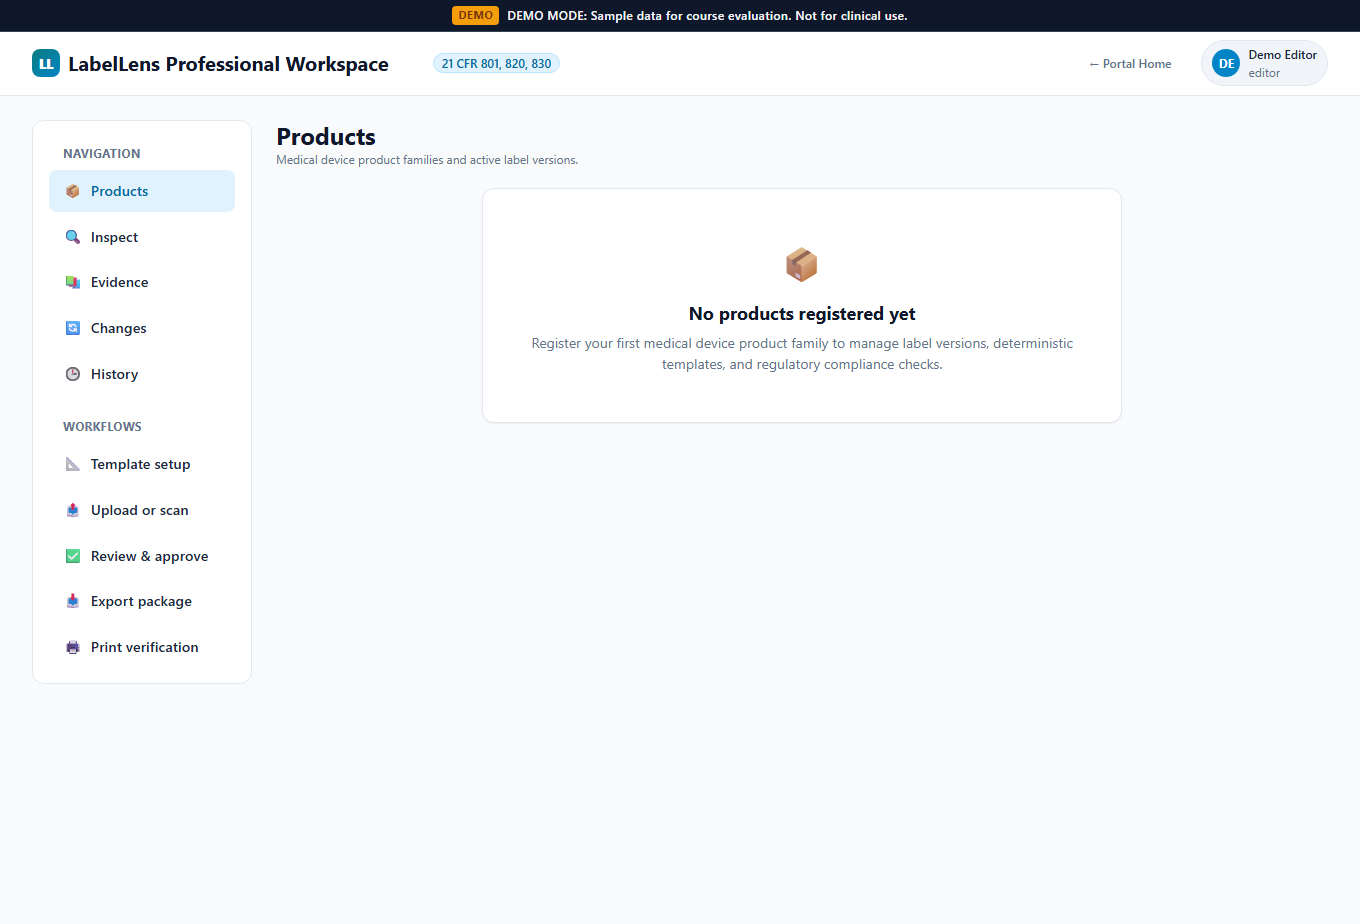 DEMO DEMO MODE: Sample data for course evaluation. Not for clinical use.
LL LabelLens Professional Workspace
21 CFR 801, 820, 830
← Portal Home
DE Demo Editor
editor
NAVIGATION
Products
Inspect
Evidence
Changes
History
WORKFLOWS
Template setup
Upload or scan
Review & approve
Export package
Print verification
Products
Medical device product families and active label versions.
No products registered yet
Register your first medical device product family to manage label versions, deterministic
templates, and regulatory compliance checks.